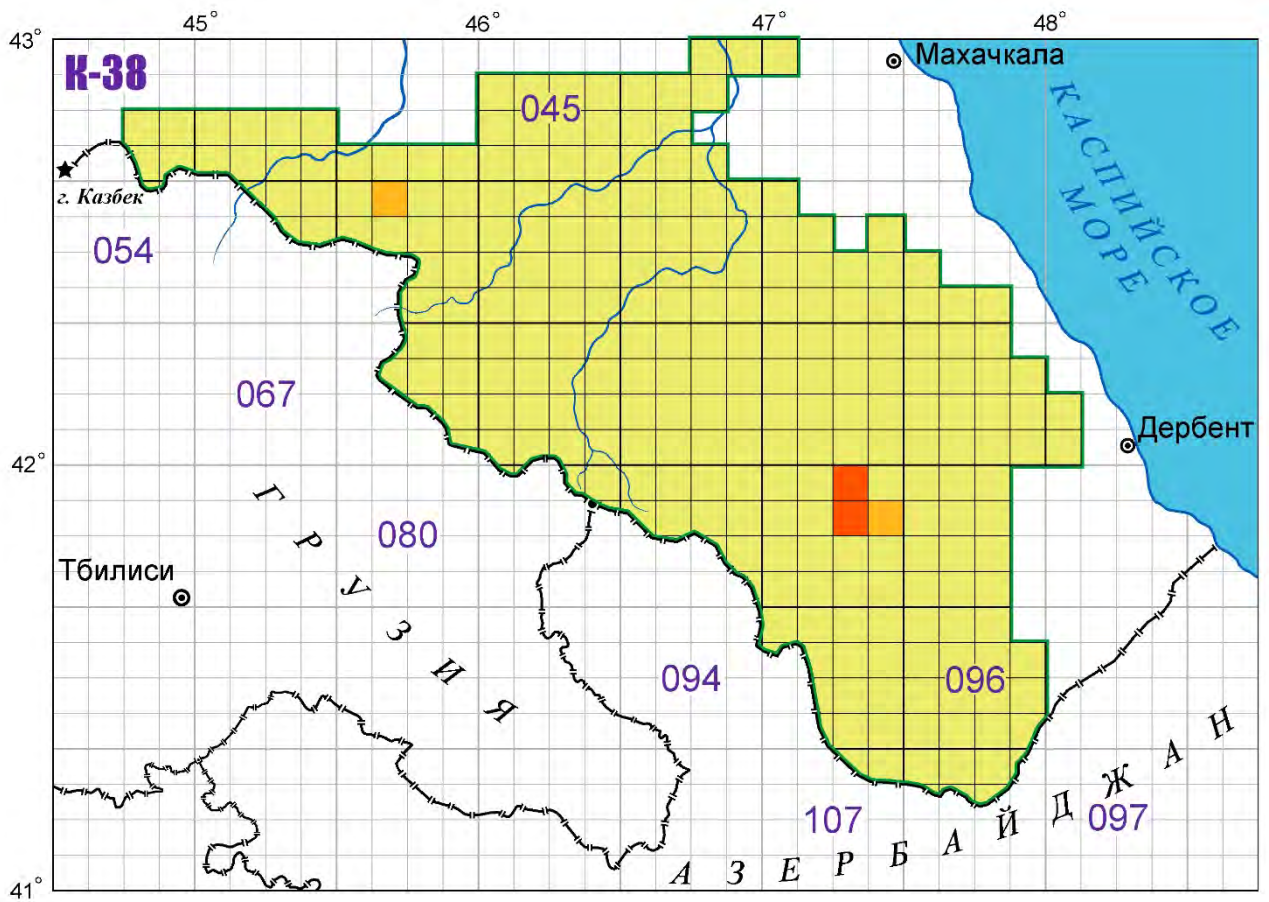 45°
46°
47°
48°
43°
К-38
Махачкала
045
КАСПИЙСКОЕ
МОРЕ
г. Казбек
054
067
42°
Дербент
ГРУЗИЯ
080
Тбилиси
094
096
107
097
АЗЕРБАЙДЖАН
41°